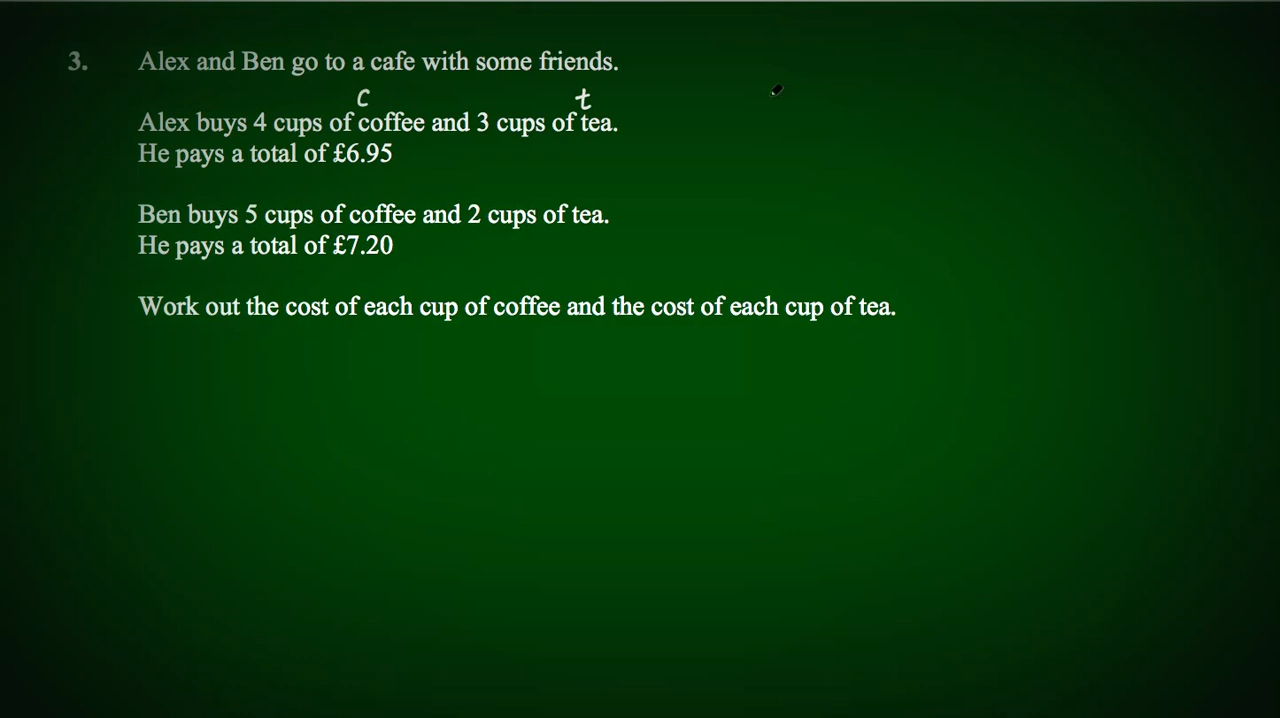 3. Alex and Ben go to a cafe with some friends.
c t
Alex buys 4 cups of coffee and 3 cups of tea.
He pays a total of £6.95
Ben buys 5 cups of coffee and 2 cups of tea.
He pays a total of £7.20
Work out the cost of each cup of coffee and the cost of each cup of tea.